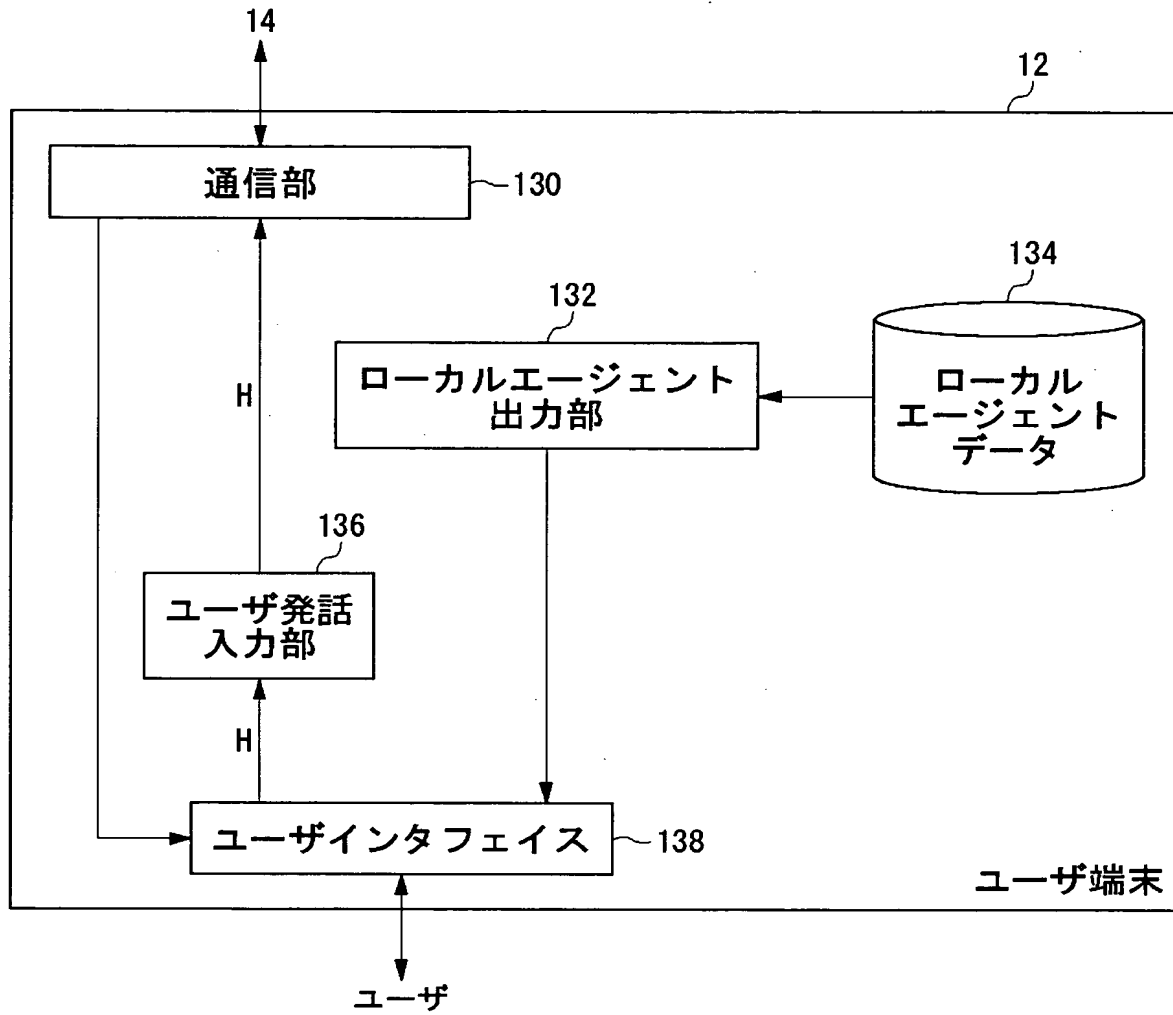 14
12
通信部
130
134
132
ローカルエージェント
出力部
ローカル
エージェント
データ
H
136
ユーザ発話
入力部
H
ユーザインタフェイス
138
ユーザ端末
ユーザ